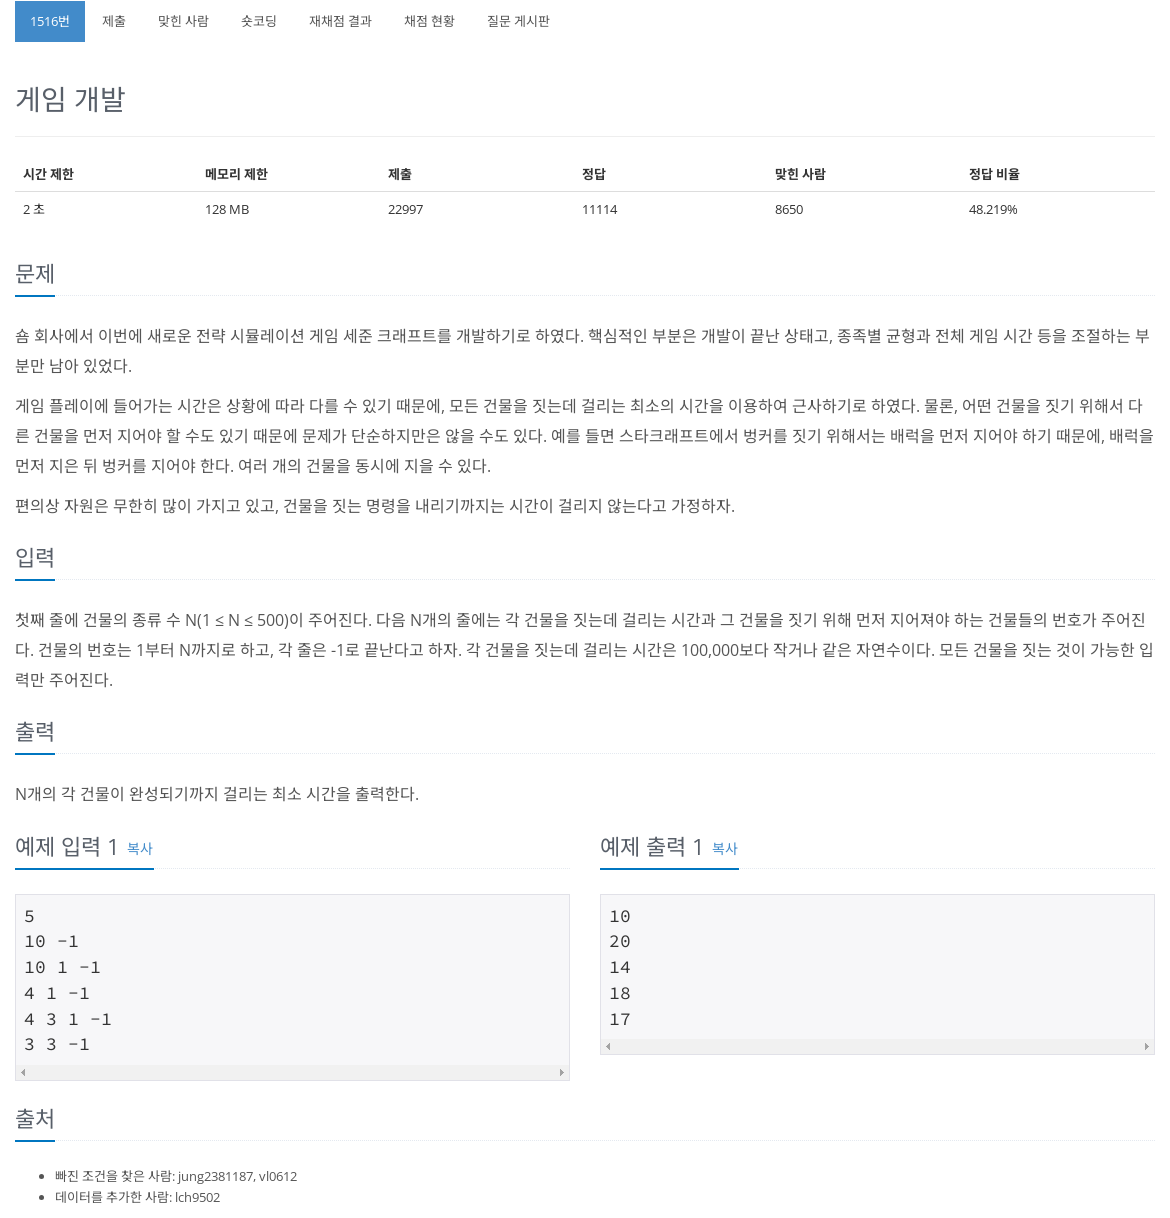 1516번 제출 맞힌 사람 숏코딩 재채점 결과 채점 현황 질문 게시판
게임 개발
시간 제한 메모리 제한 제출 정답 맞힌 사람 정답 비율
2 초 128 MB 22997 11114 8650 48.219%
문제
숌 회사에서 이번에 새로운 전략 시뮬레이션 게임 세준 크래프트를 개발하기로 하였다. 핵심적인 부분은 개발이 끝난 상태고, 종족별 균형과 전체 게임 시간 등을 조절하는 부
분만 남아 있었다.
게임 플레이에 들어가는 시간은 상황에 따라 다를 수 있기 때문에, 모든 건물을 짓는데 걸리는 최소의 시간을 이용하여 근사하기로 하였다. 물론, 어떤 건물을 짓기 위해서 다
른 건물을 먼저 지어야 할 수도 있기 때문에 문제가 단순하지만은 않을 수도 있다. 예를 들면 스타크래프트에서 벙커를 짓기 위해서는 배럭을 먼저 지어야 하기 때문에, 배럭을
먼저 지은 뒤 벙커를 지어야 한다. 여러 개의 건물을 동시에 지을 수 있다.
편의상 자원은 무한히 많이 가지고 있고, 건물을 짓는 명령을 내리기까지는 시간이 걸리지 않는다고 가정하자.
입력
첫째 줄에 건물의 종류 수 N(1 ≤ N ≤ 500)이 주어진다. 다음 N개의 줄에는 각 건물을 짓는데 걸리는 시간과 그 건물을 짓기 위해 먼저 지어져야 하는 건물들의 번호가 주어진
다. 건물의 번호는 1부터 N까지로 하고, 각 줄은 -1로 끝난다고 하자. 각 건물을 짓는데 걸리는 시간은 100,000보다 작거나 같은 자연수이다. 모든 건물을 짓는 것이 가능한 입
력만 주어진다.
출력
N개의 각 건물이 완성되기까지 걸리는 최소 시간을 출력한다.
예제 입력 1 복사
5
10 -1
10 1 -1
4 1 -1
4 3 1 -1
3 3 -1
예제 출력 1 복사
10
20
14
18
17
출처
• 빠진 조건을 찾은 사람: jung2381187, vl0612
• 데이터를 추가한 사람: lch9502